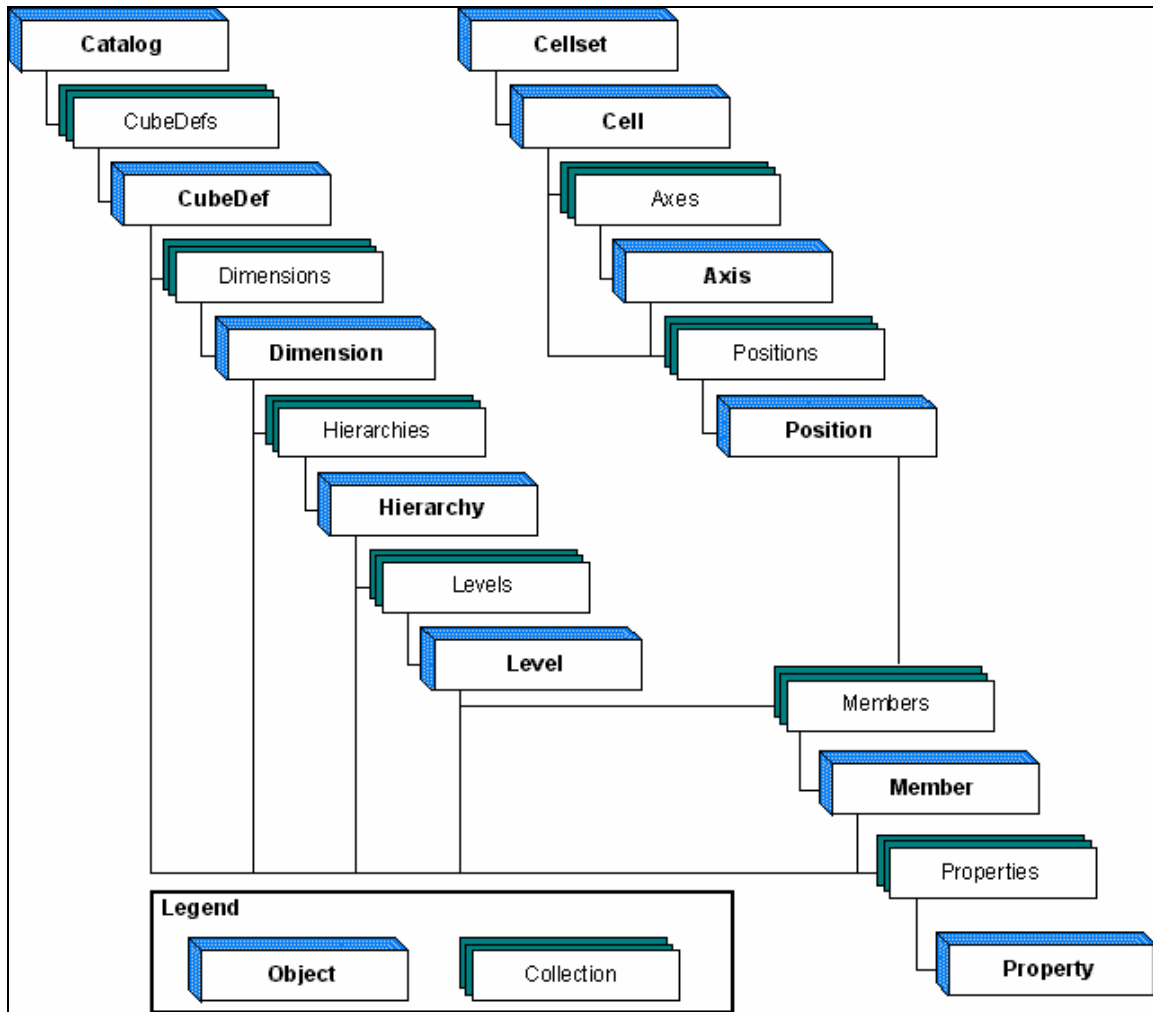 Catalog
Cellset
CubeDefs
Cell
CubeDef
Axes
Dimensions
Axis
Dimension
Positions
Hierarchies
Position
Hierarchy
Levels
Level
Members
Member
Properties
Legend
Object
Collection
Property